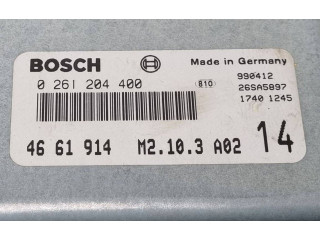 BOSCH Made in Germany
0 261 204 400 810 990412
26SA5897
1740 1245
46 61 914 M2.10.3 A02 14